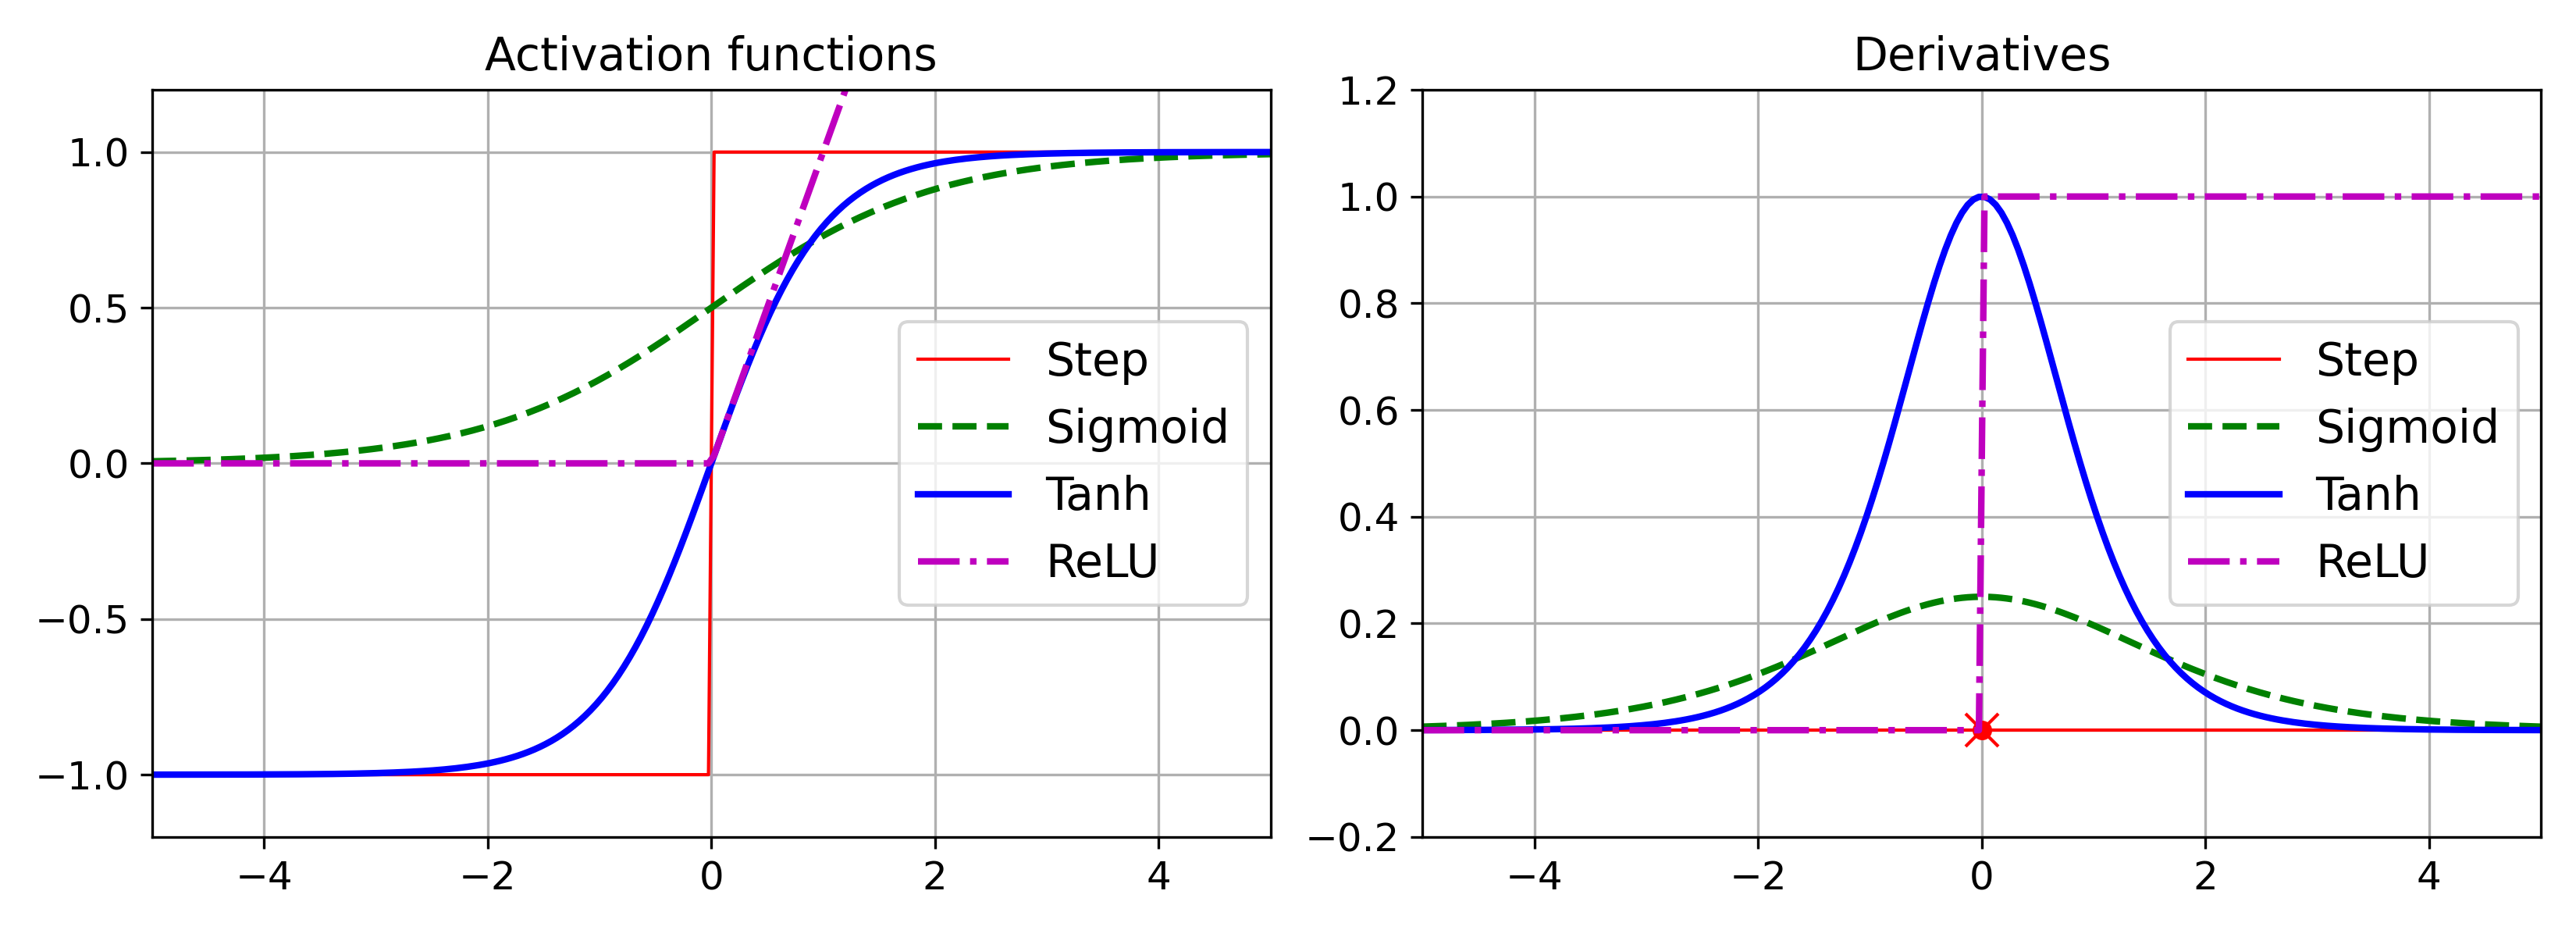 Activation functions
1.0
0.5
0.0
−0.5
−1.0
−4 −2 0 2 4
Step
Sigmoid
Tanh
ReLU
Derivatives
1.2
1.0
0.8
0.6
0.4
0.2
0.0
−0.2
−4 −2 0 2 4
Step
Sigmoid
Tanh
ReLU